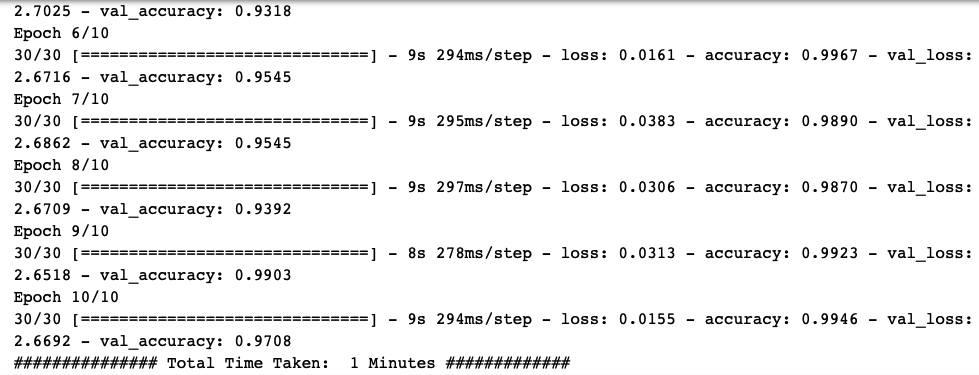 2.7025 - val_accuracy: 0.9318
Epoch 6/10
30/30 [==============================] - 9s 294ms/step - loss: 0.0161 - accuracy: 0.9967 - val_loss:
2.6716 - val_accuracy: 0.9545
Epoch 7/10
30/30 [==============================] - 9s 295ms/step - loss: 0.0383 - accuracy: 0.9890 - val_loss:
2.6862 - val_accuracy: 0.9545
Epoch 8/10
30/30 [==============================] - 9s 297ms/step - loss: 0.0306 - accuracy: 0.9870 - val_loss:
2.6709 - val_accuracy: 0.9392
Epoch 9/10
30/30 [==============================] - 8s 278ms/step - loss: 0.0313 - accuracy: 0.9923 - val_loss:
2.6518 - val_accuracy: 0.9903
Epoch 10/10
30/30 [==============================] - 9s 294ms/step - loss: 0.0155 - accuracy: 0.9946 - val_loss:
2.6692 - val_accuracy: 0.9708
############### Total Time Taken:  1 Minutes #############